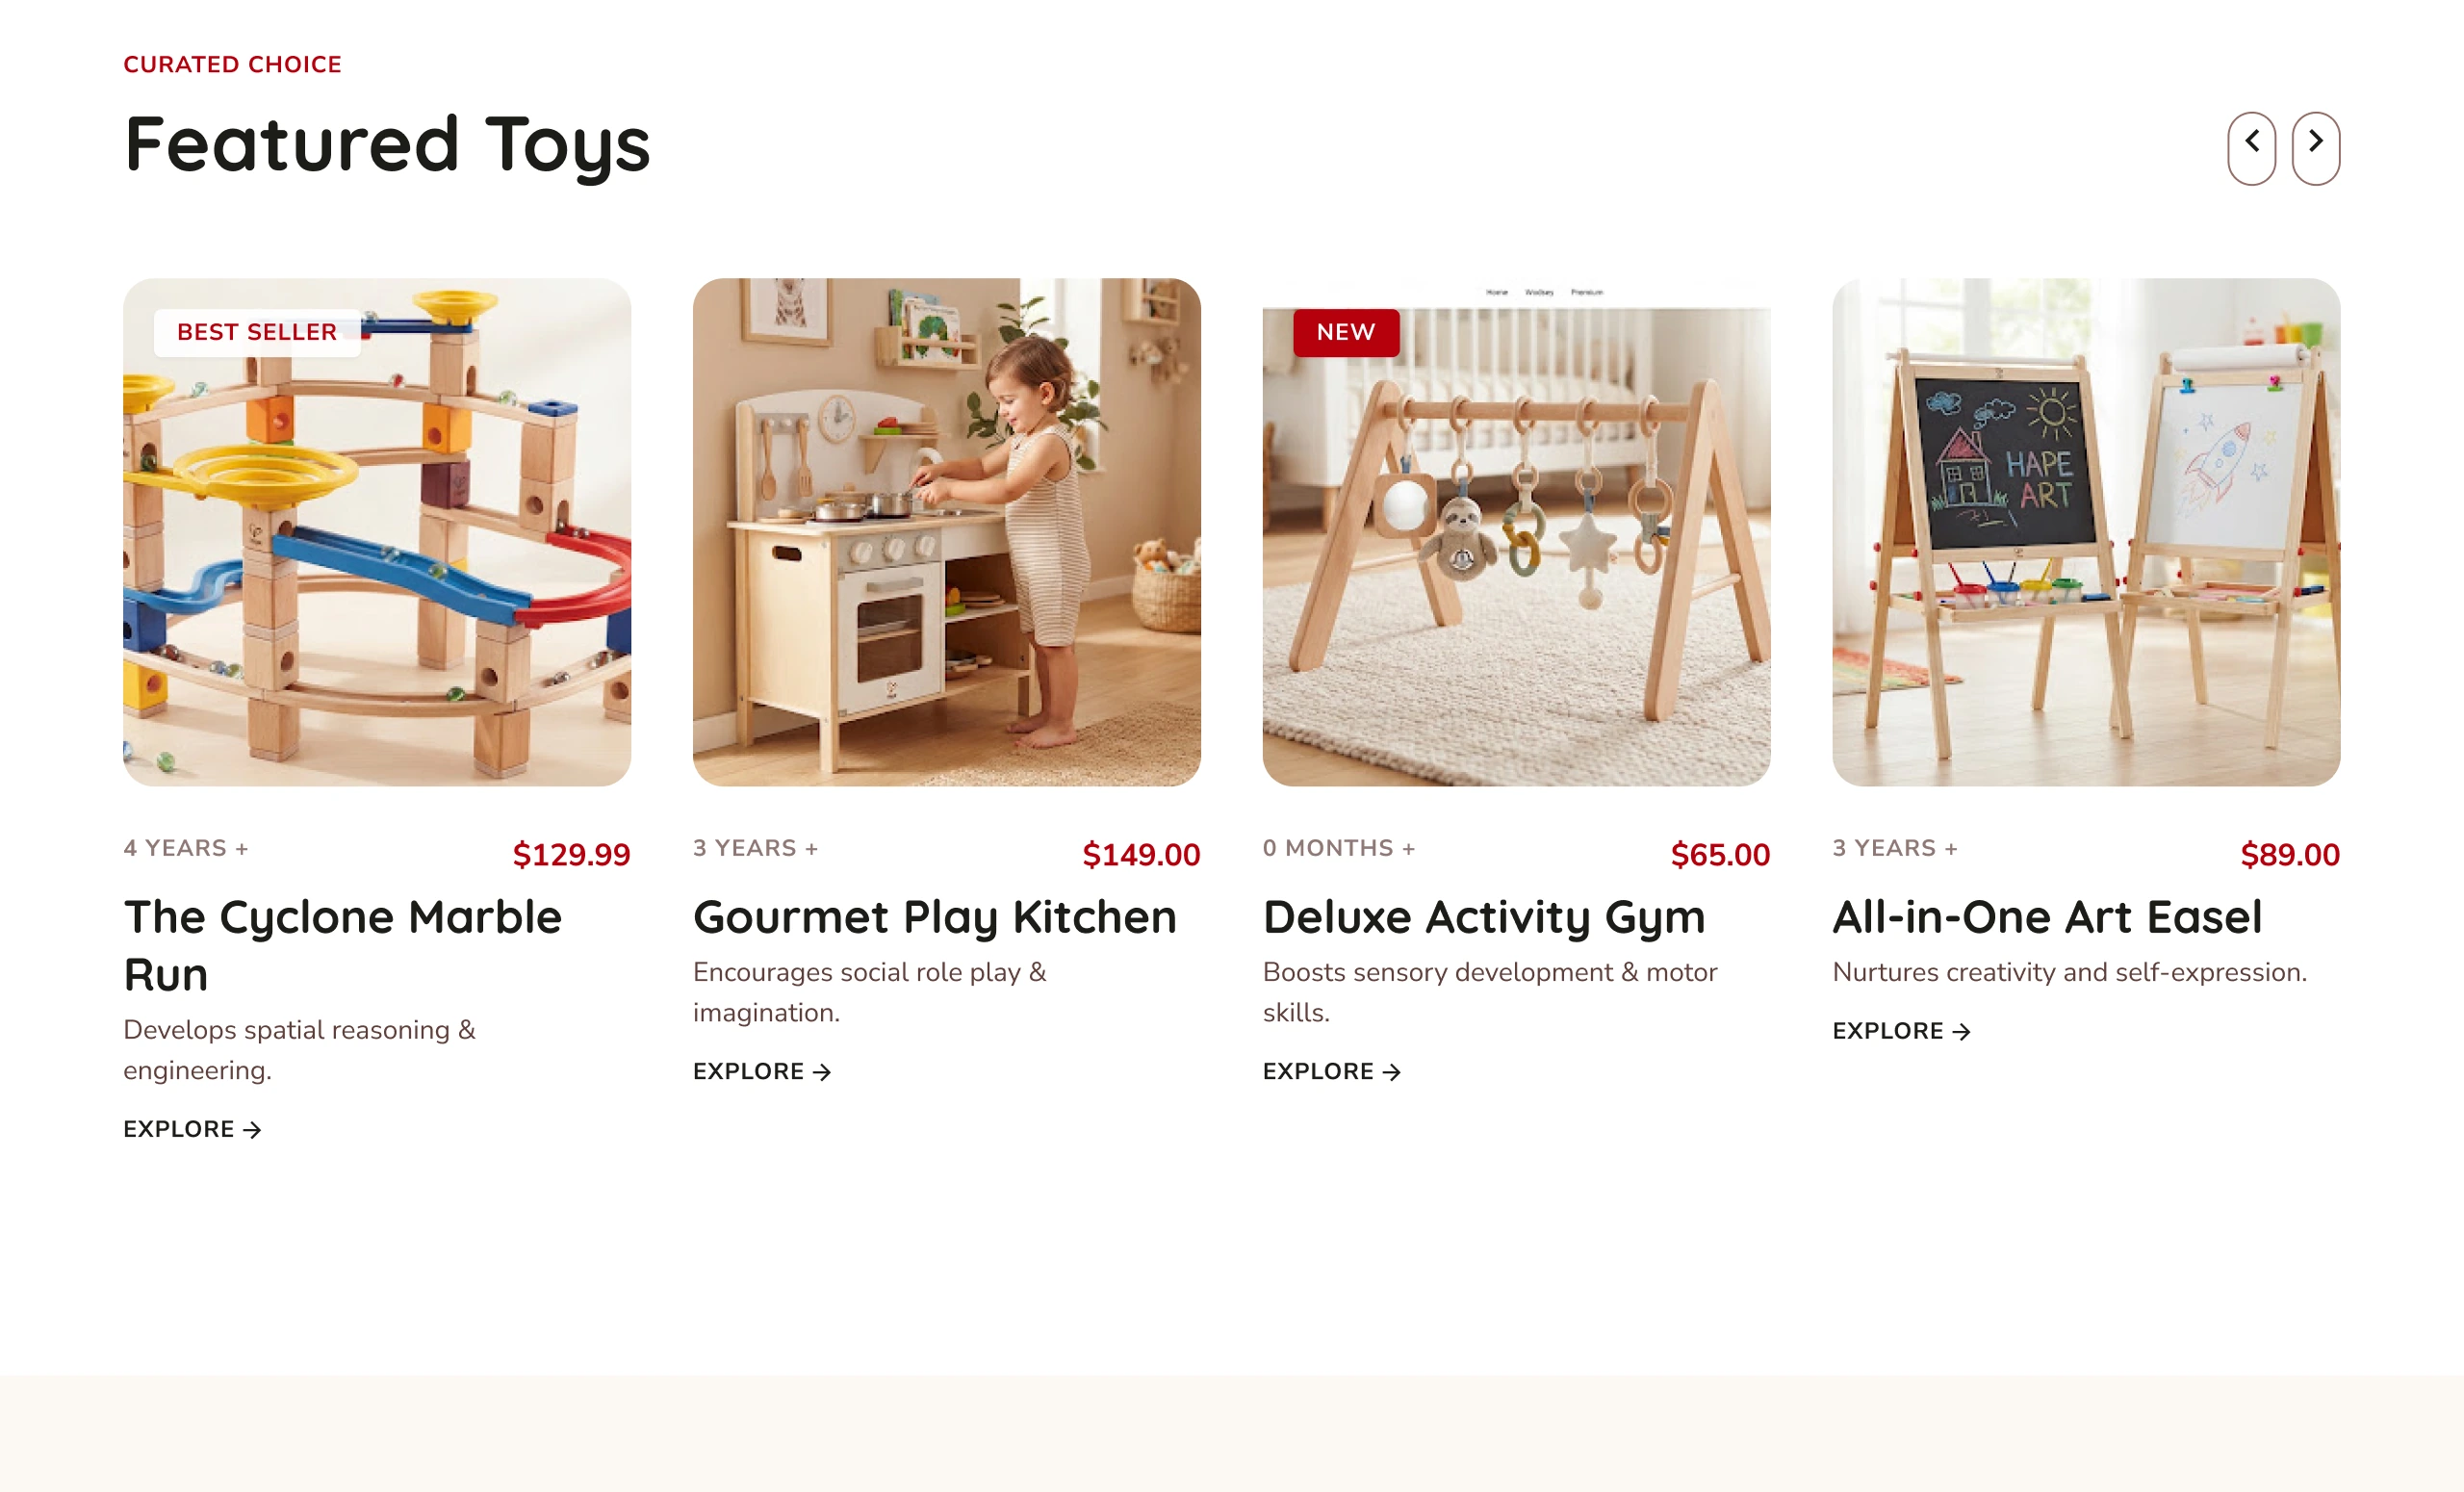 CURATED CHOICE
Featured Toys
BEST SELLER
4 YEARS +
$129.99
The Cyclone Marble
Run
Develops spatial reasoning &
engineering.
EXPLORE →
3 YEARS +
$149.00
Gourmet Play Kitchen
Encourages social role play &
imagination.
EXPLORE →
Home Premium
NEW
0 MONTHS +
$65.00
Deluxe Activity Gym
Boosts sensory development & motor
skills.
EXPLORE →
HAPE
ART
3 YEARS +
$89.00
All-in-One Art Easel
Nurtures creativity and self-expression.
EXPLORE →